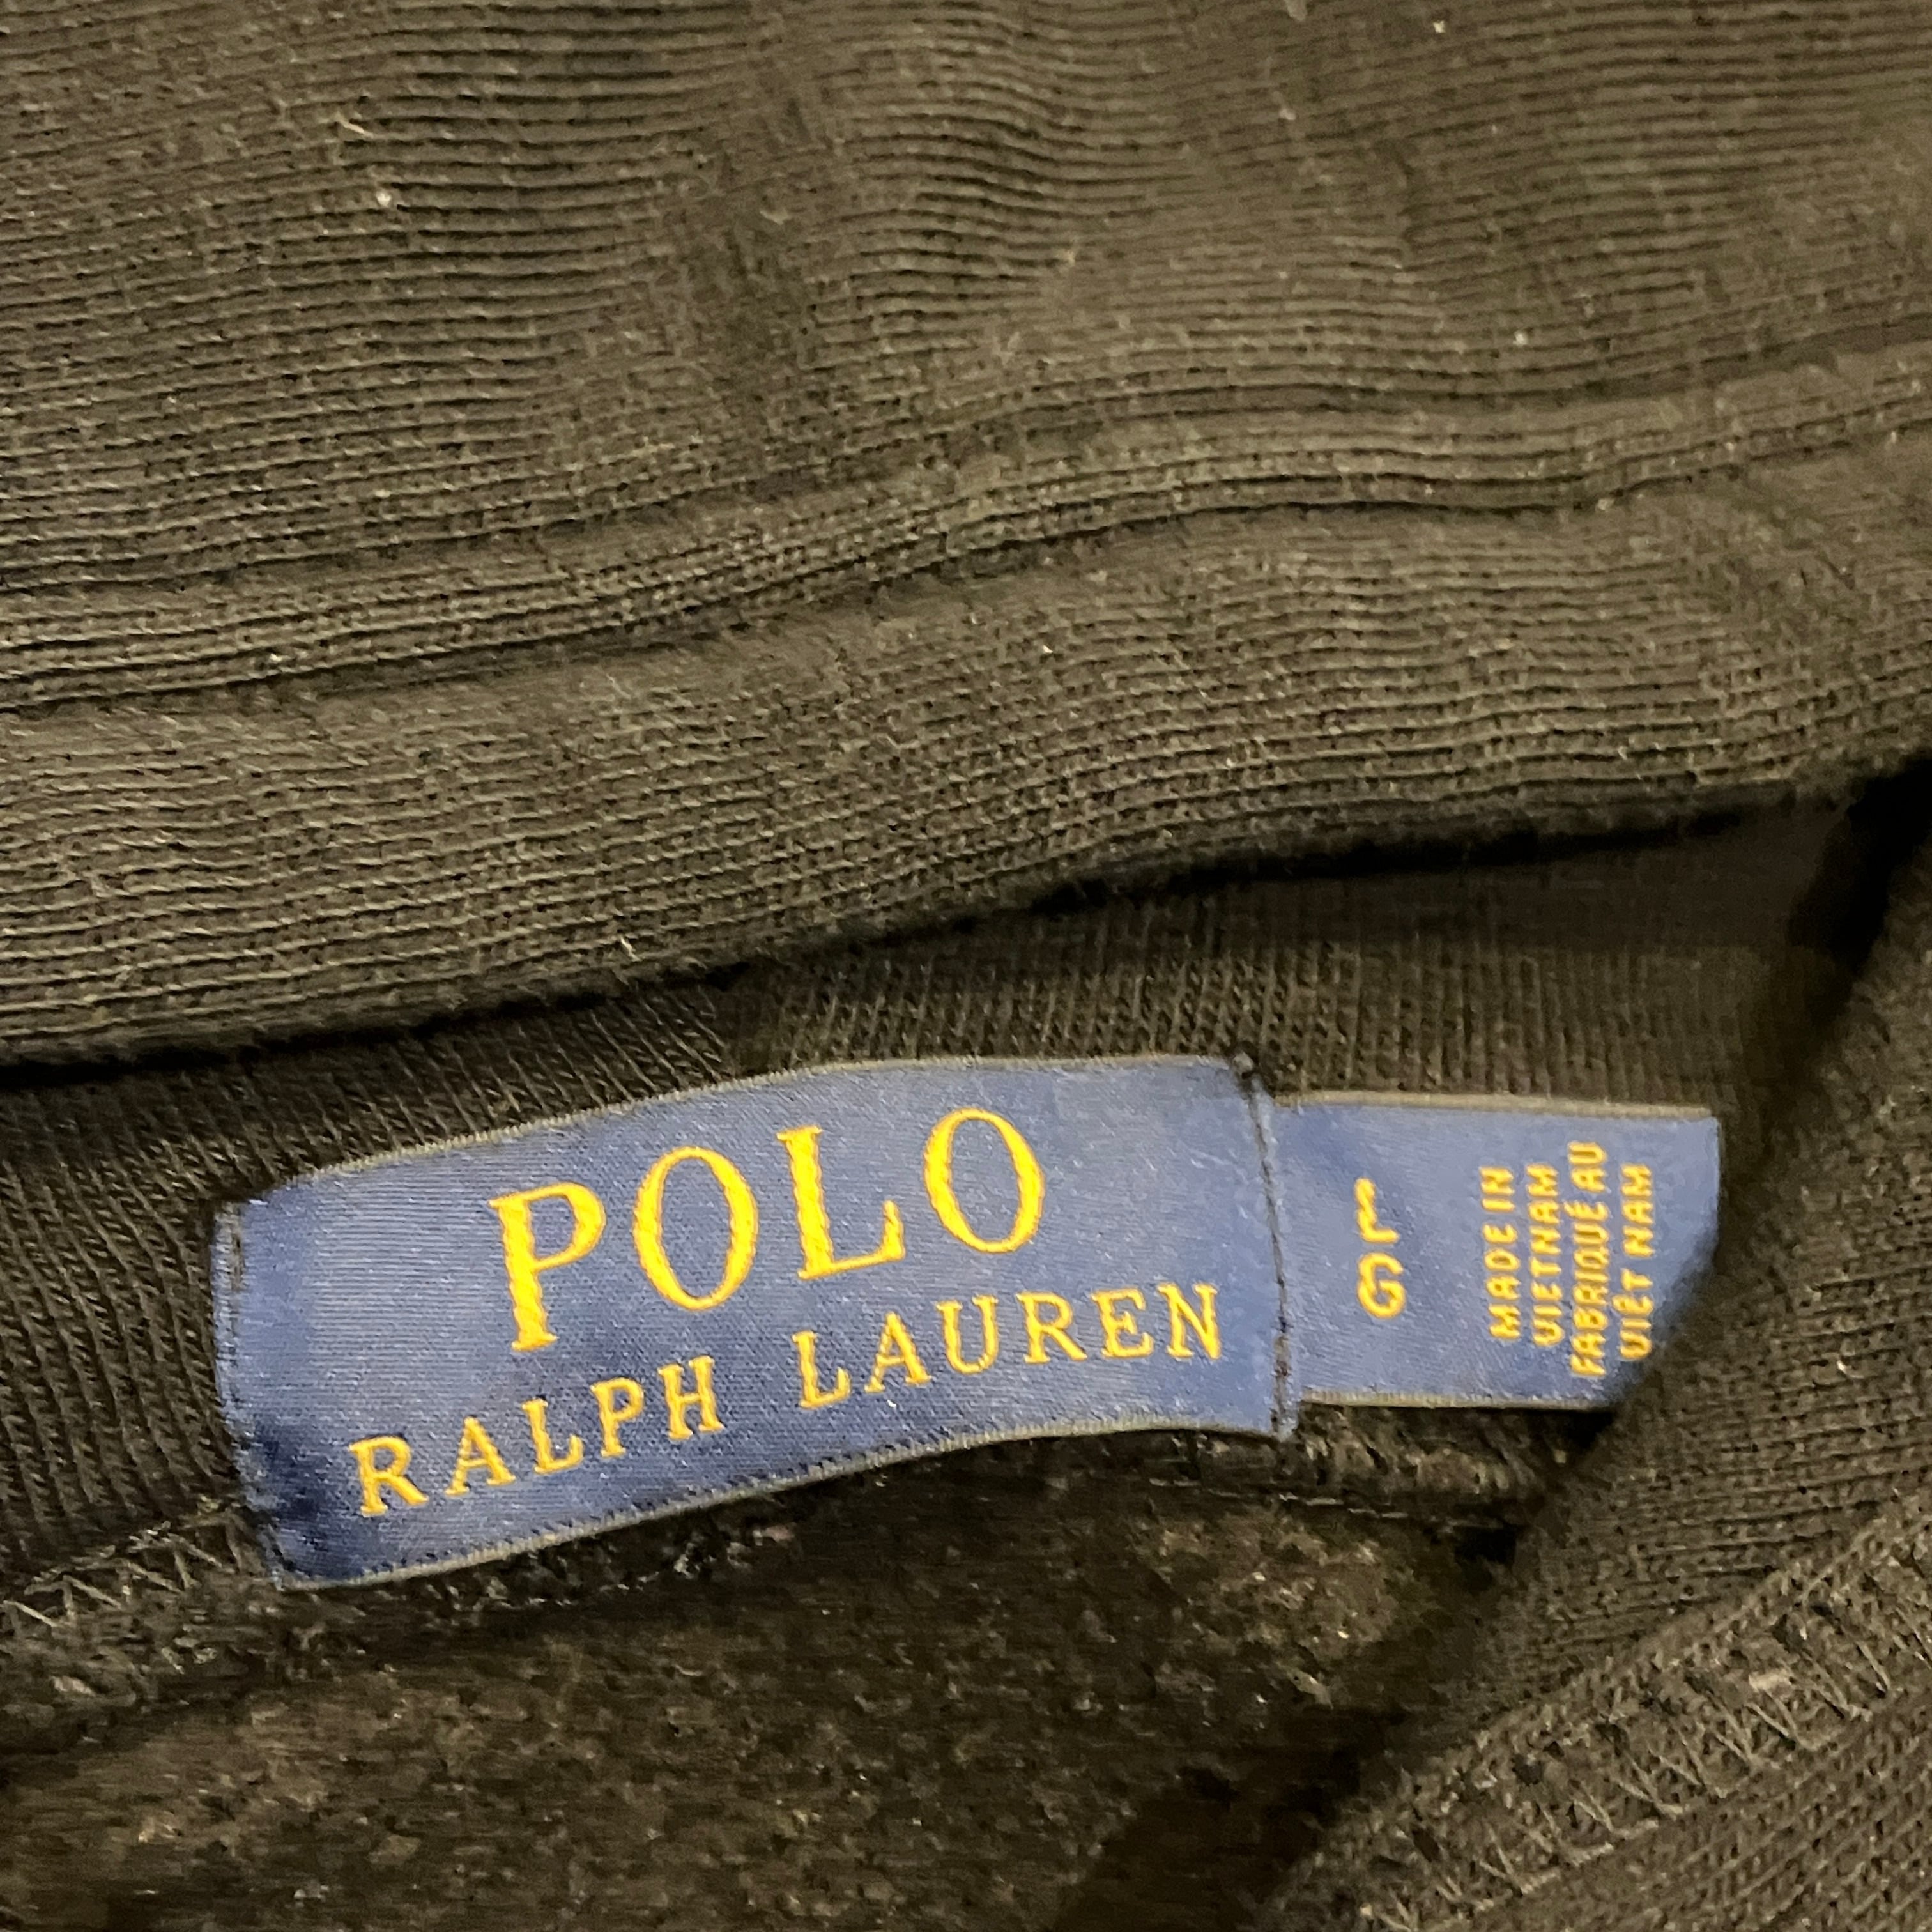 POLO
RALPH LAUREN
L
G
MADE IN
VIETNAM
FABRIQUÉ AU
VIÊT NAM